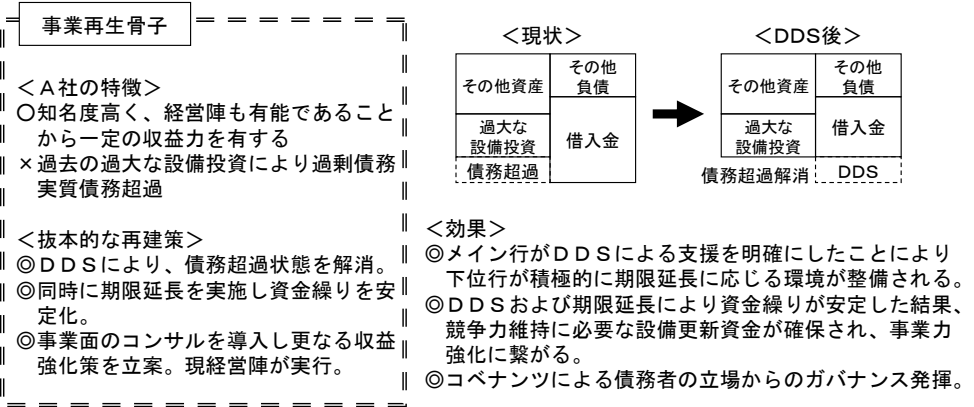 事業再生骨子
＜Ａ社の特徴＞
〇知名度高く、経営陣も有能であること
から一定の収益力を有する
×過去の過大な設備投資により過剰債務
実質債務超過
＜抜本的な再建策＞
◎ＤＤＳにより、債務超過状態を解消。
◎同時に期限延長を実施し資金繰りを安
定化。
◎事業面のコンサルを導入し更なる収益
強化策を立案。現経営陣が実行。
＜現状＞
その他資産
その他
負債
過大な
設備投資
借入金
債務超過
＜DDS後＞
その他資産
その他
負債
過大な
設備投資
借入金
債務超過解消
DDS
＜効果＞
◎メイン行がＤＤＳによる支援を明確にしたことにより
下位行が積極的に期限延長に応じる環境が整備される。
◎ＤＤＳおよび期限延長により資金繰りが安定した結果、
競争力維持に必要な設備更新資金が確保され、事業力
強化に繋がる。
◎コベナンツによる債務者の立場からのガバナンス発揮。